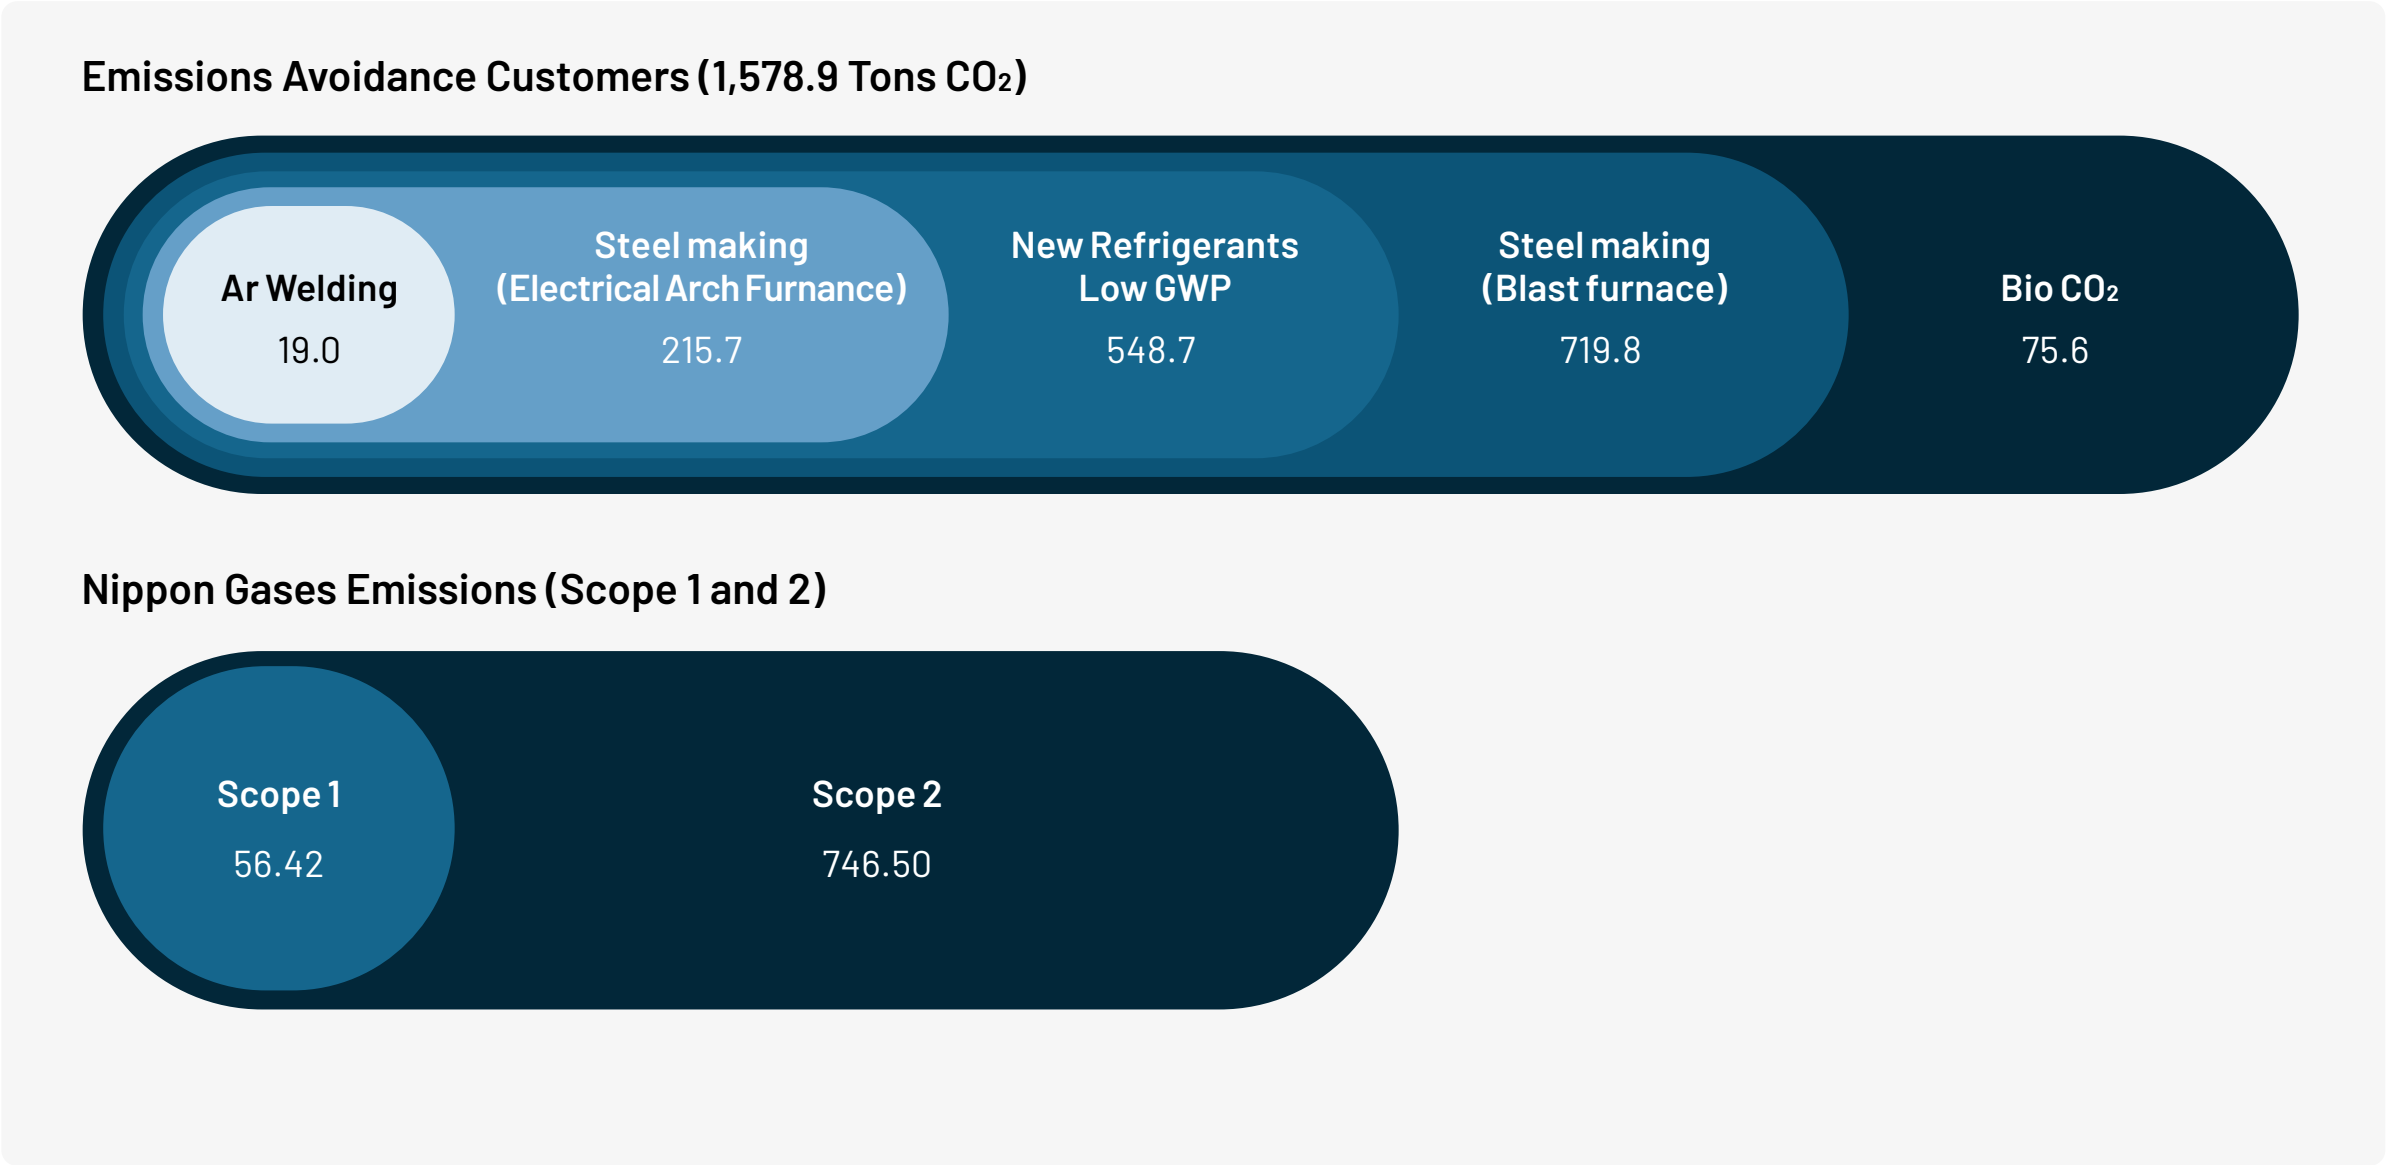 Emissions Avoidance Customers (1,578.9 Tons CO₂)
Ar Welding
19.0
Steel making
(Electrical Arch Furnance)
215.7
New Refrigerants
Low GWP
548.7
Steel making
(Blast furnace)
719.8
Bio CO₂
75.6
Nippon Gases Emissions (Scope 1 and 2)
Scope 1
56.42
Scope 2
746.50